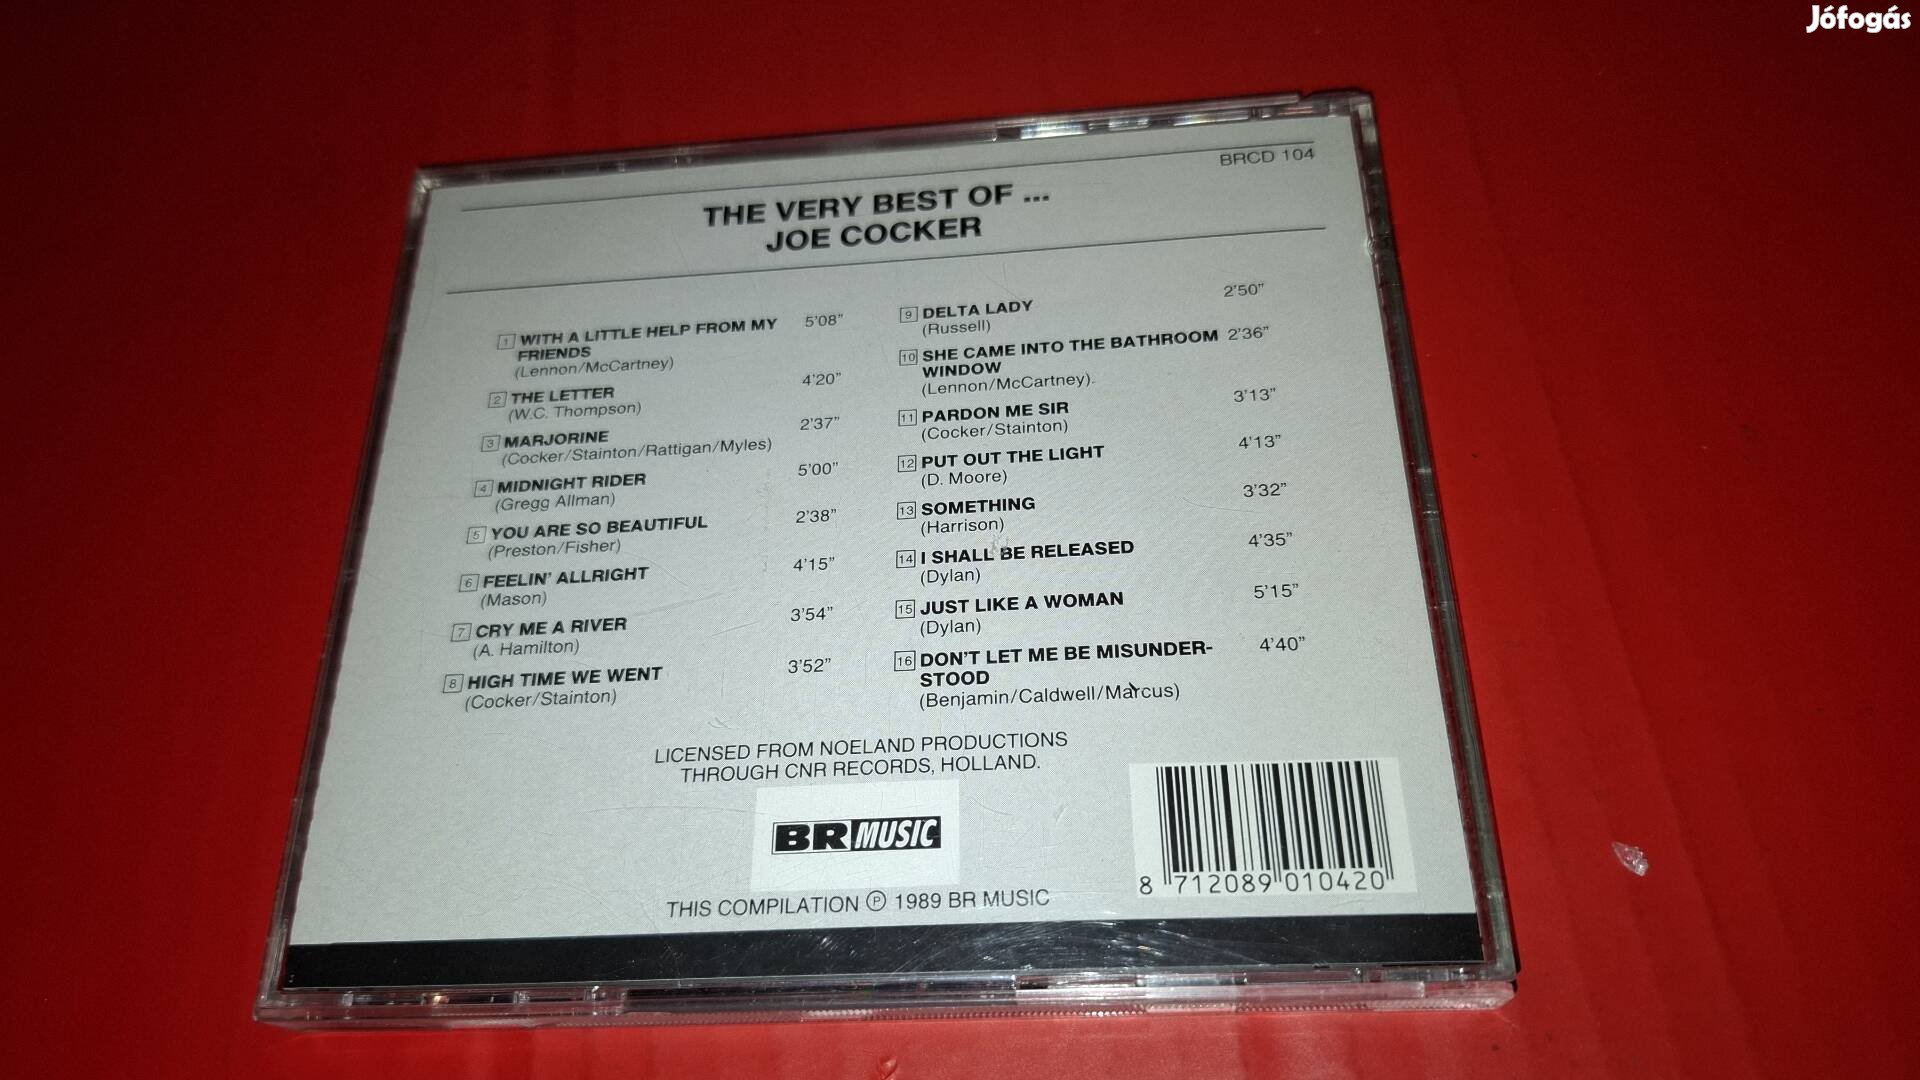 Jófogás
BRCD 104
THE VERY BEST OF ...
JOE COCKER
1 WITH A LITTLE HELP FROM MY 5'08"
FRIENDS
(Lennon/McCartney)
2 THE LETTER 4'20"
(W.C. Thompson)
3 MARJORINE 2'37"
(Cocker/Stainton/Rattigan/Myles)
4 MIDNIGHT RIDER 5'00"
(Gregg Allman)
5 YOU ARE SO BEAUTIFUL 2'38"
(Preston/Fisher)
6 FEELIN' ALLRIGHT 4'15"
(Mason)
7 CRY ME A RIVER 3'54"
(A. Hamilton)
8 HIGH TIME WE WENT 3'52"
(Cocker/Stainton)
9 DELTA LADY 2'50"
(Russell)
10 SHE CAME INTO THE BATHROOM 2'36"
WINDOW
(Lennon/McCartney).
11 PARDON ME SIR 3'13"
(Cocker/Stainton)
12 PUT OUT THE LIGHT 4'13"
(D. Moore)
13 SOMETHING 3'32"
(Harrison)
14 I SHALL BE RELEASED 4'35"
(Dylan)
15 JUST LIKE A WOMAN 5'15"
(Dylan)
16 DON'T LET ME BE MISUNDER- 4'40"
STOOD
(Benjamin/Caldwell/Marcus)
LICENSED FROM NOELAND PRODUCTIONS
THROUGH CNR RECORDS, HOLLAND.
BR MUSIC
8 712089 010420
THIS COMPILATION ℗ 1989 BR MUSIC